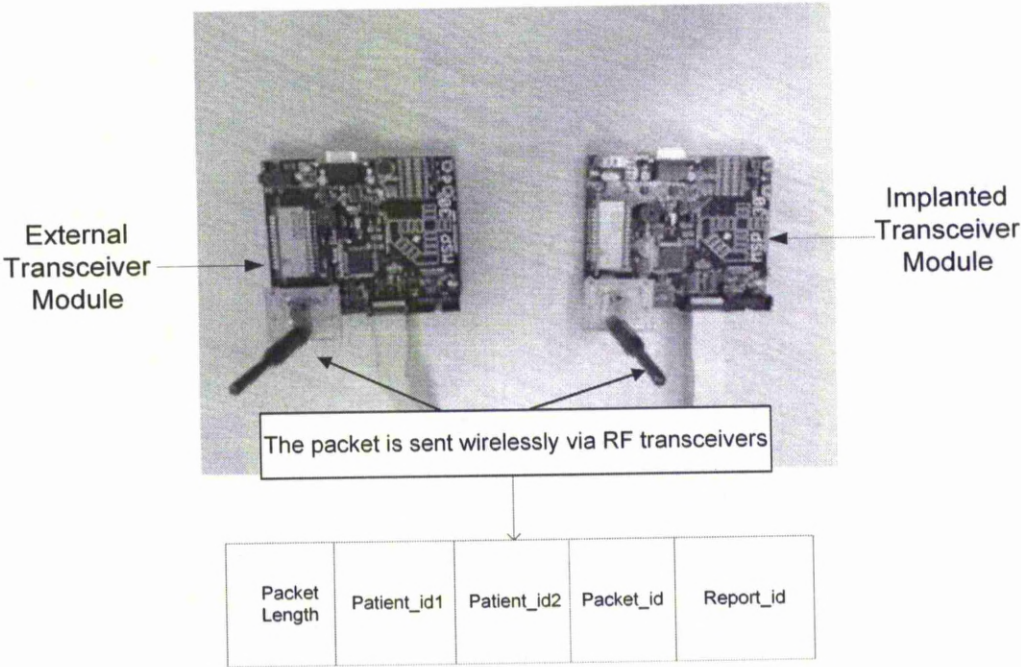 External
Transceiver
Module
Implanted
Transceiver
Module
The packet is sent wirelessly via RF transceivers
Packet
Length
Patient_id1
Patient_id2
Packet_id
Report_id